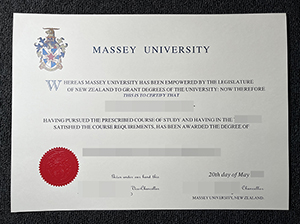 MASSEY UNIVERSITY
WHEREAS MASSEY UNIVERSITY HAS BEEN EMPOWERED BY THE LEGISLATURE
OF NEW ZEALAND TO GRANT DEGREES OF THE UNIVERSITY: NOW THEREFORE
THIS IS TO CERTIFY THAT
HAVING PURSUED THE PRESCRIBED COURSE OF STUDY AND HAVING IN THE
SATISFIED THE COURSE REQUIREMENTS, HAS BEEN AWARDED THE DEGREE OF
Given under our hand this
20th day of May
Vice-Chancellor
Chancellor
MASSEY UNIVERSITY, NEW ZEALAND.